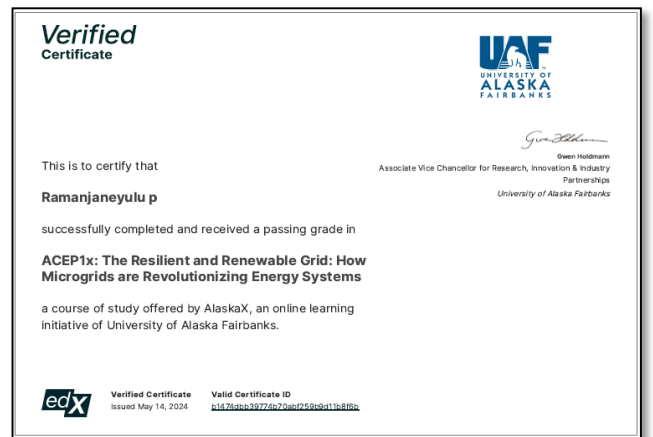 Verified
Certificate
UAF
UNIVERSITY OF
ALASKA
FAIRBANKS
Gwen Holdmann
Associate Vice Chancellor for Research, Innovation & Industry
Partnerships
University of Alaska Fairbanks
This is to certify that
Ramanjaneyulu p
successfully completed and received a passing grade in
ACEP1x: The Resilient and Renewable Grid: How
Microgrids are Revolutionizing Energy Systems
a course of study offered by AlaskaX, an online learning
initiative of University of Alaska Fairbanks.
edX
Verified Certificate
Issued May 14, 2024
Valid Certificate ID
b1474dbb39774b70abf259b9d11b8f6b